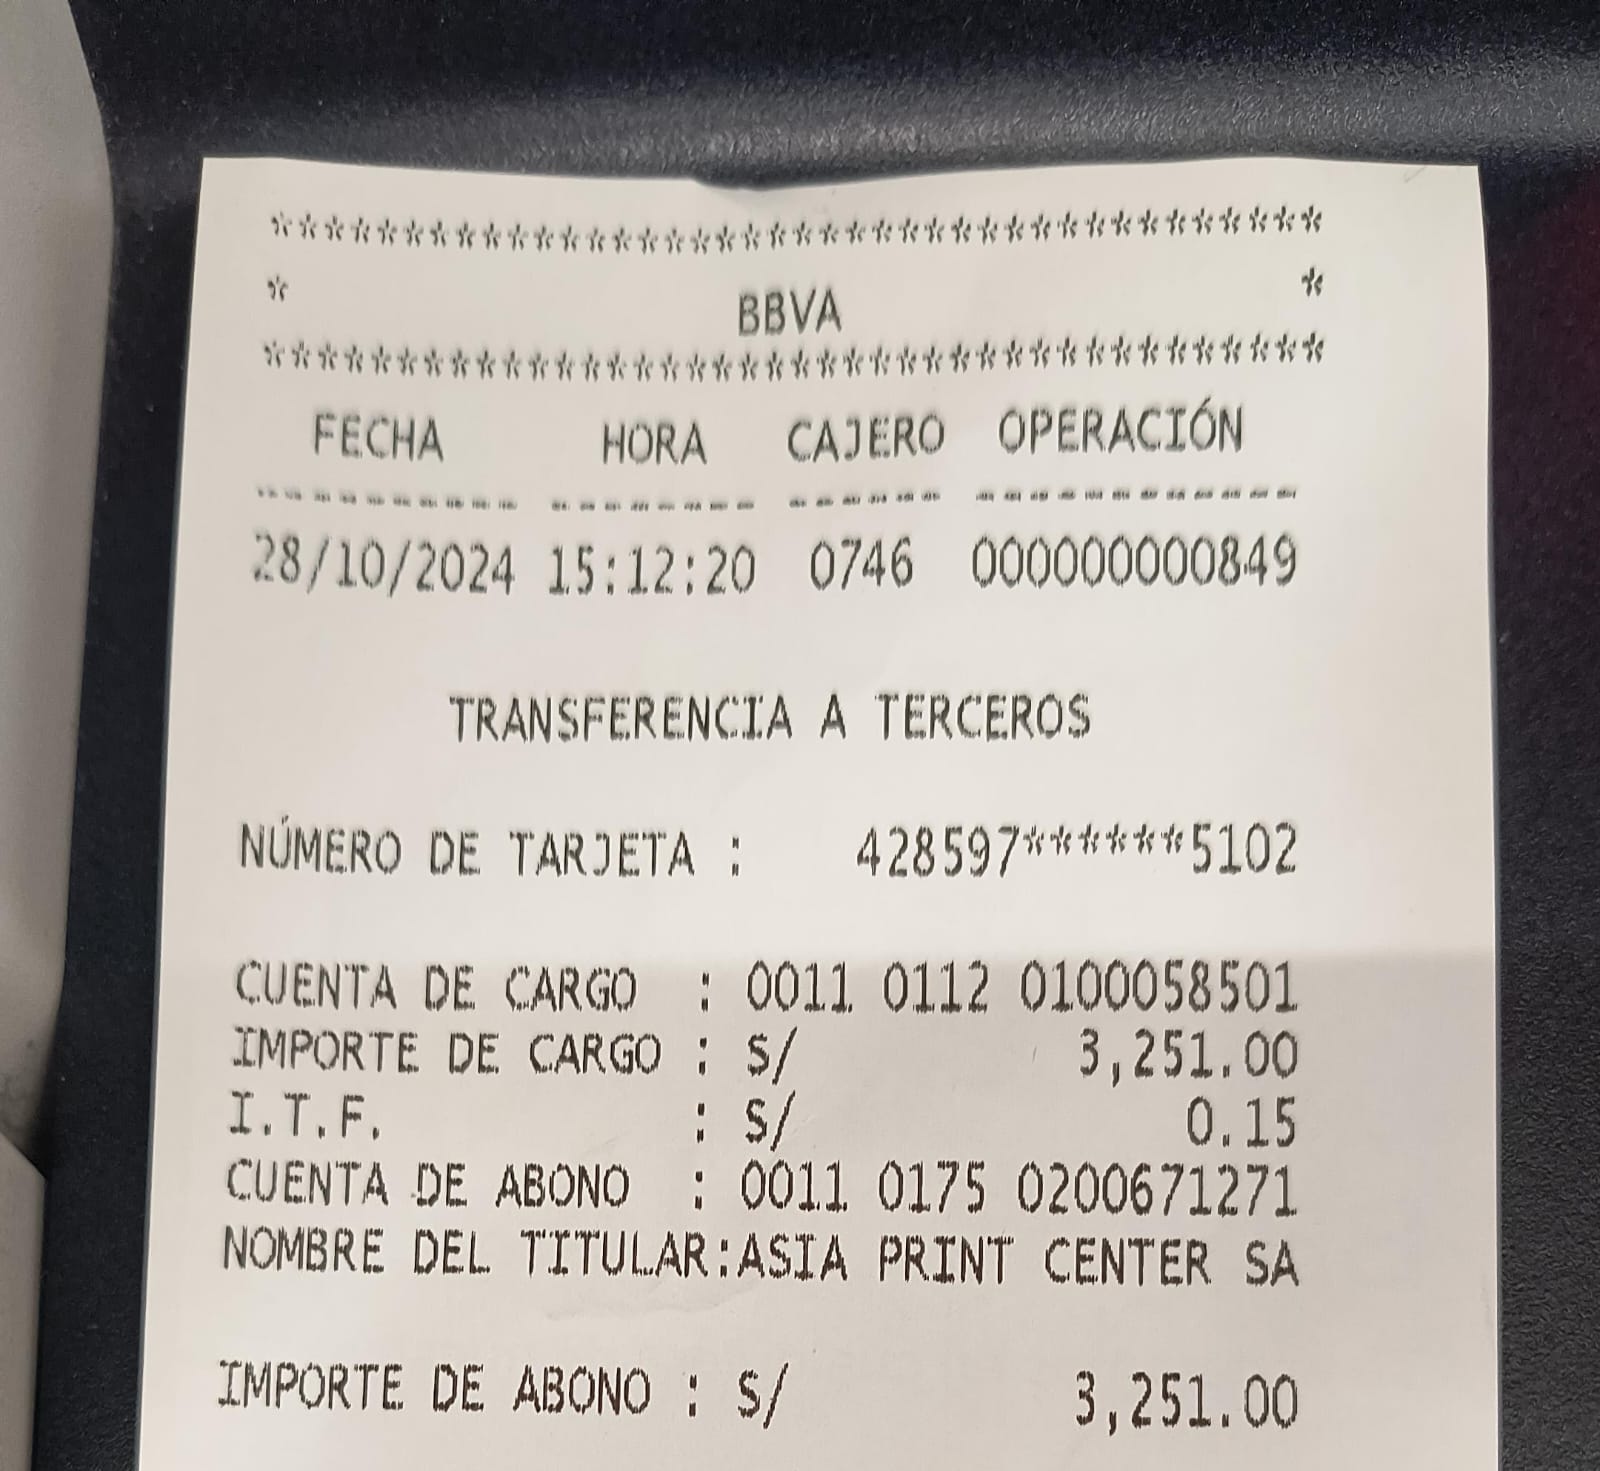 ****************************************
* BBVA *
****************************************
FECHA HORA CAJERO OPERACIÓN
---------- -------- ------ ------------
28/10/2024 15:12:20 0746 000000000849
TRANSFERENCIA A TERCEROS
NÚMERO DE TARJETA : 428597******5102
CUENTA DE CARGO : 0011 0112 0100058501
IMPORTE DE CARGO : S/ 3,251.00
I.T.F. : S/ 0.15
CUENTA DE ABONO : 0011 0175 0200671271
NOMBRE DEL TITULAR:ASIA PRINT CENTER SA
IMPORTE DE ABONO : S/ 3,251.00